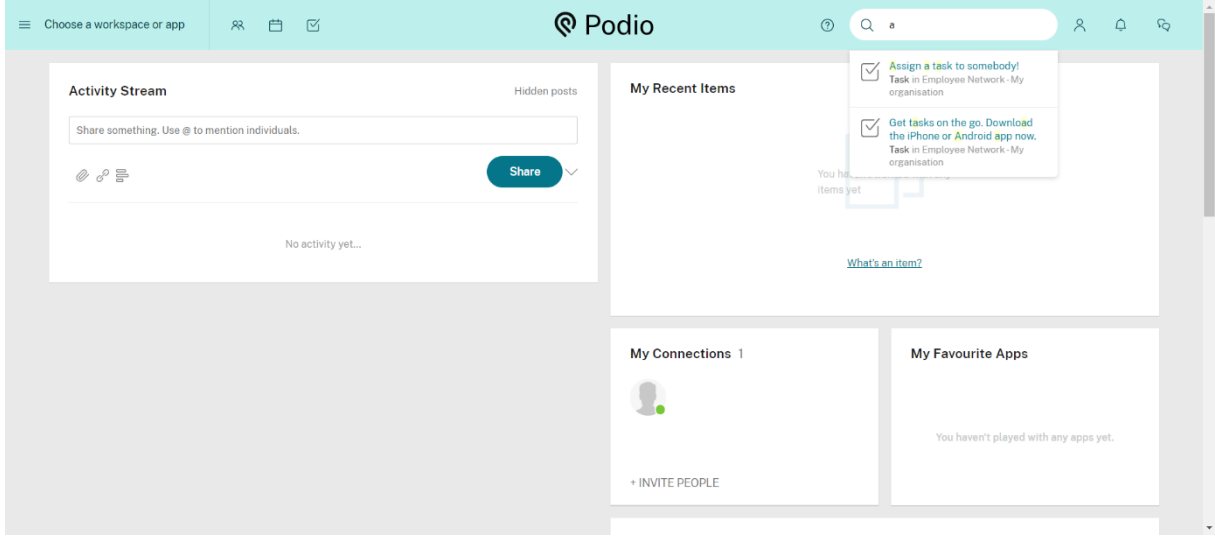 Choose a workspace or app
Podio
a
Activity Stream
Hidden posts
Share something. Use @ to mention individuals.
Share
No activity yet...
My Recent Items
Assign a task to somebody!
Task in Employee Network - My
organisation
Get tasks on the go. Download
the iPhone or Android app now.
Task in Employee Network - My
organisation
You
items yet
What's an item?
My Connections 1
+ INVITE PEOPLE
My Favourite Apps
You haven't played with any apps yet.